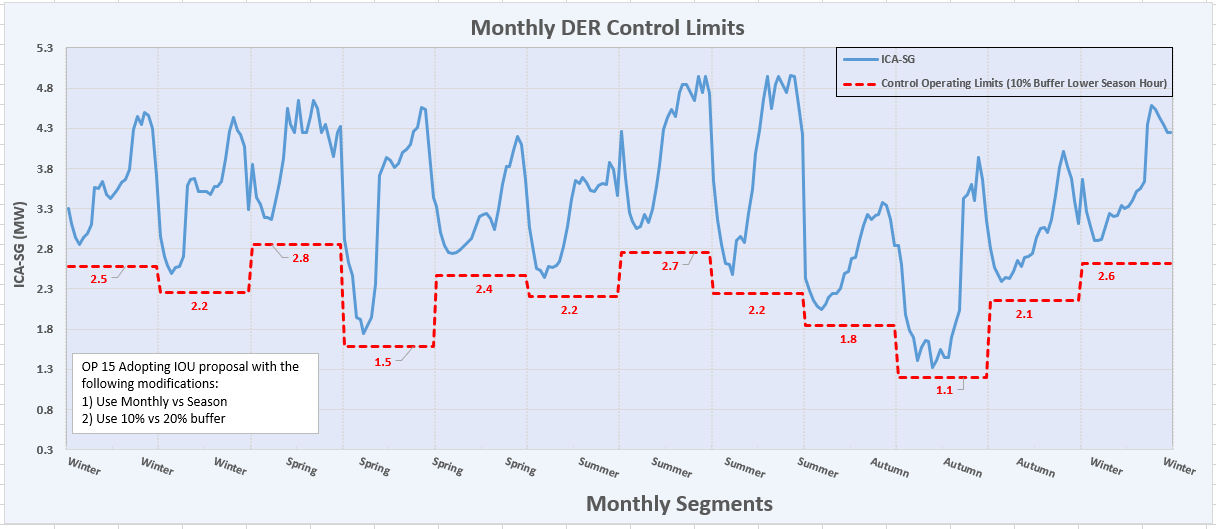 Monthly DER Control Limits
5.3
4.8
4.3
3.8
3.3
2.8
2.3
1.8
1.3
0.8
0.3
ICA-SG (MW)
ICA-SG
Control Operating Limits (10% Buffer Lower Season Hour)
2.5
2.2
2.8
1.5
2.4
2.2
2.7
2.2
1.8
1.1
2.1
2.6
OP 15 Adopting IOU proposal with the
following modifications:
1) Use Monthly vs Season
2) Use 10% vs 20% buffer
Winter
Winter
Winter
Spring
Spring
Spring
Spring
Summer
Summer
Summer
Summer
Autumn
Autumn
Autumn
Winter
Winter
Monthly Segments